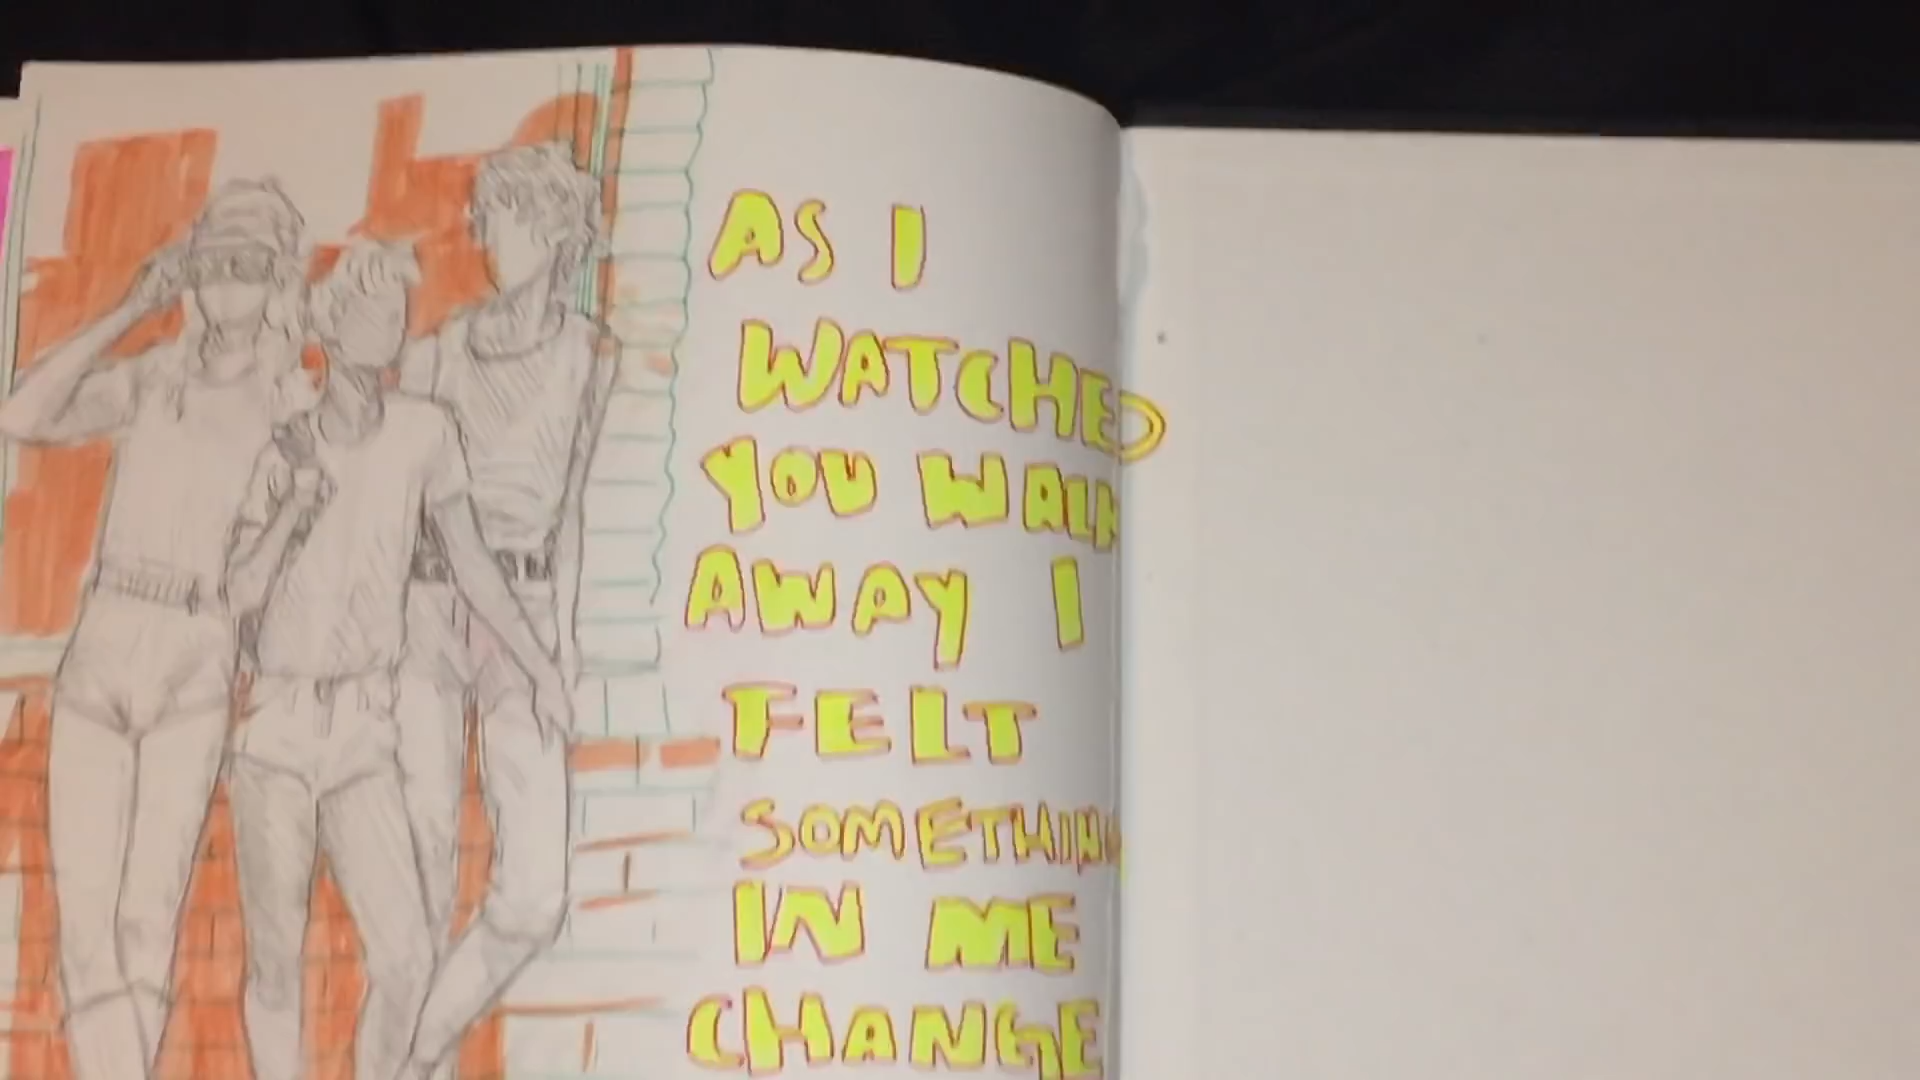 AS I
WATCHED
YOU WALK
AWAY I
FELT
SOMETHING
IN ME
CHANGE